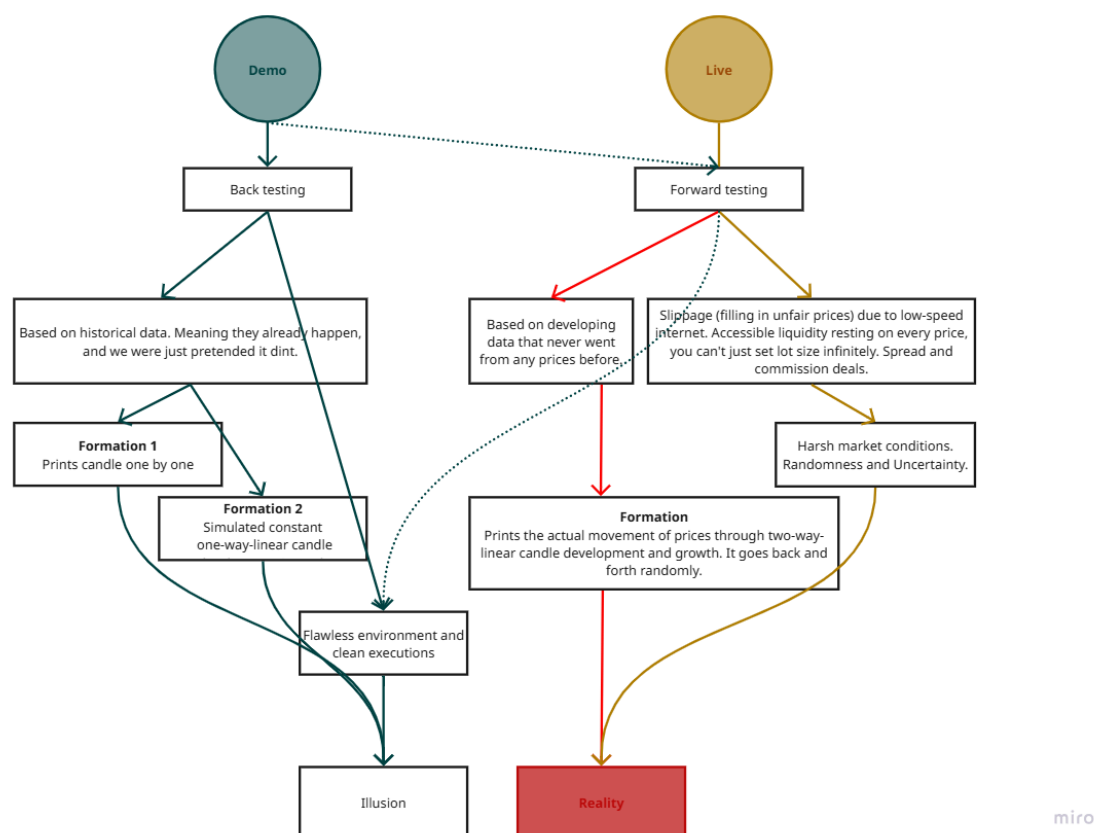 Demo
Live
Back testing
Forward testing
Based on historical data. Meaning they already happen,
and we were just pretended it dint.
Based on developing
data that never went
from any prices before.
Slippage (filling in unfair prices) due to low-speed
internet. Accessible liquidity resting on every price,
you can't just set lot size infinitely. Spread and
commission deals.
Formation 1
Prints candle one by one
Harsh market conditions.
Randomness and Uncertainty.
Formation 2
Simulated constant
one-way-linear candle
Formation
Prints the actual movement of prices through two-way-
linear candle development and growth. It goes back and
forth randomly.
Flawless environment and
clean executions
Illusion
Reality
miro